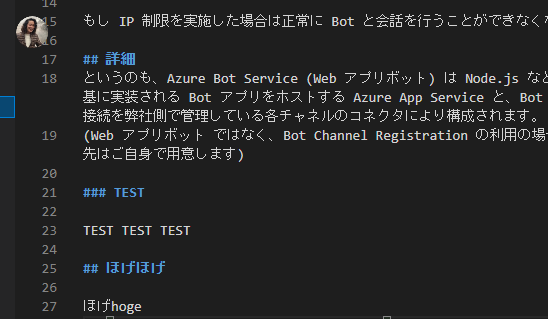 14
15 もし IP 制限を実施した場合は正常に Bot と会話を行うことができなく
16
17 ## 詳細
18 というのも、Azure Bot Service (Web アプリボット) は Node.js な
基に実装される Bot アプリをホストする Azure App Service と、Bot
接続を弊社側で管理している各チャネルのコネクタにより構成されます。
19 (Web アプリボット ではなく、Bot Channel Registration の利用の場
先はご自身で用意します)
20
21 ### TEST
22
23 TEST TEST TEST
24
25 ## ほげほげ
26
27 ほげhoge